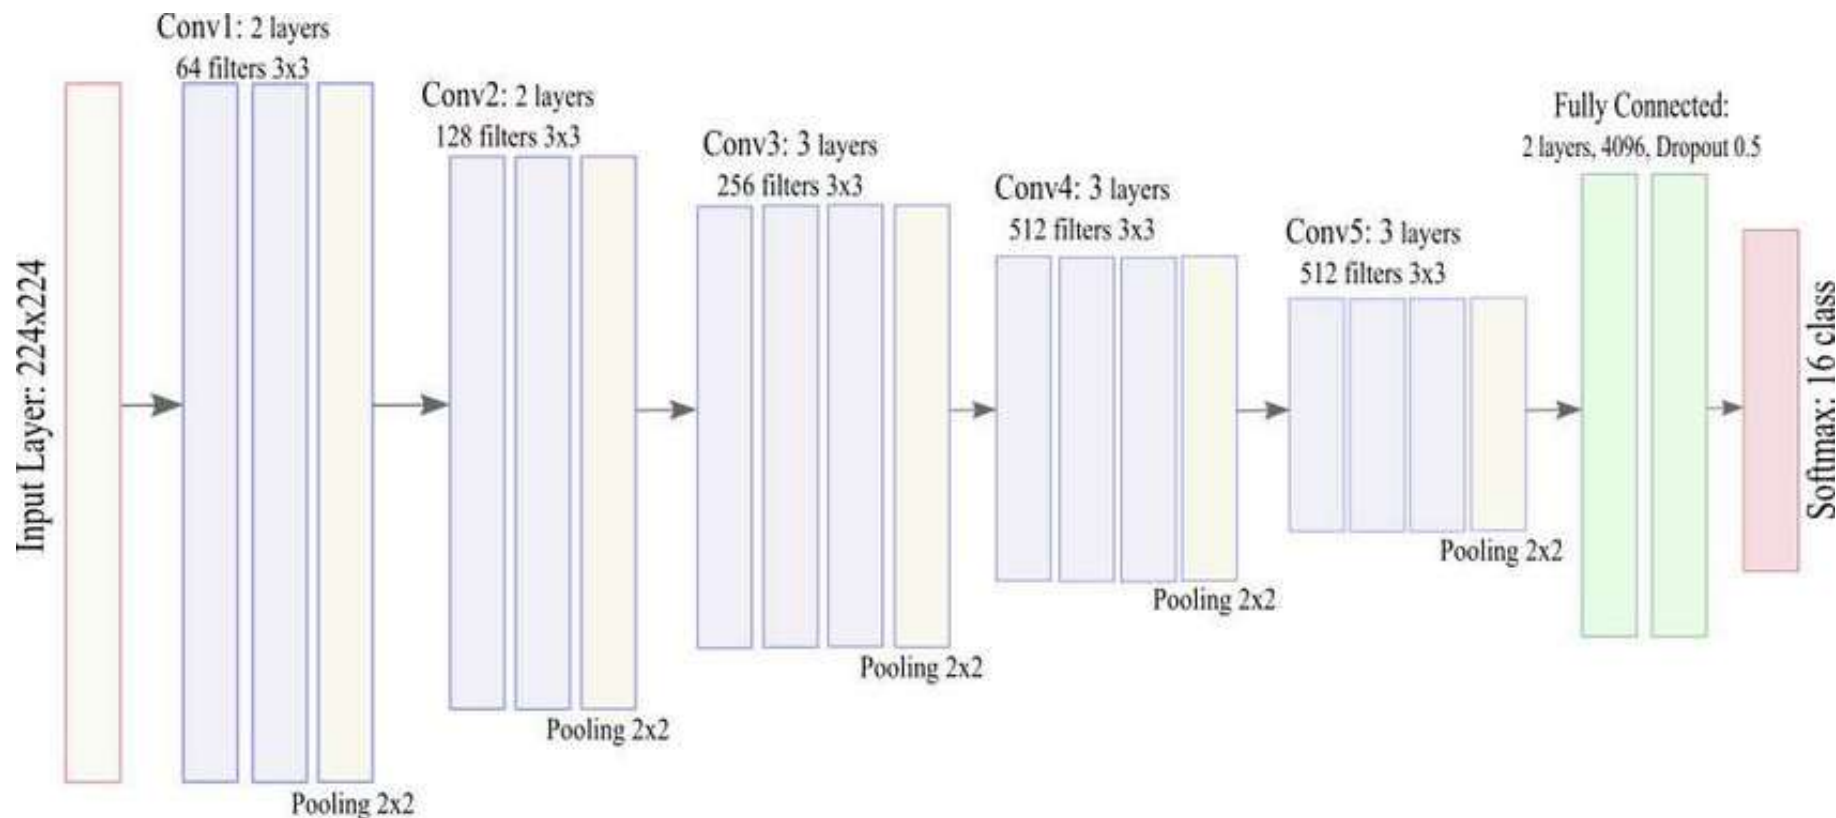 Input Layer: 224x224
Conv1: 2 layers
64 filters 3x3
Pooling 2x2
Conv2: 2 layers
128 filters 3x3
Pooling 2x2
Conv3: 3 layers
256 filters 3x3
Pooling 2x2
Conv4: 3 layers
512 filters 3x3
Pooling 2x2
Conv5: 3 layers
512 filters 3x3
Pooling 2x2
Fully Connected:
2 layers, 4096, Dropout 0.5
Softmax: 16 class